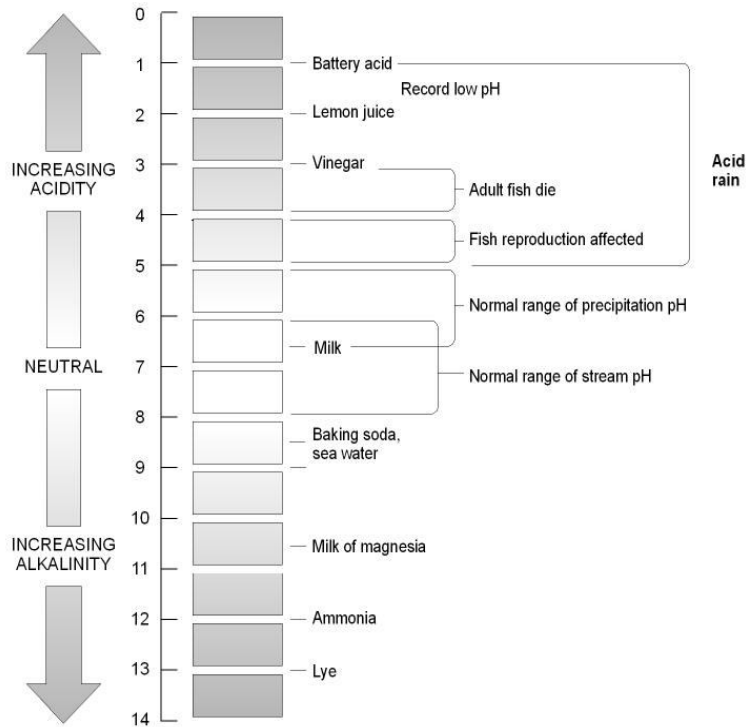 0
1
2
3
4
5
6
7
8
9
10
11
12
13
14
INCREASING
ACIDITY
NEUTRAL
INCREASING
ALKALINITY
Battery acid
Record low pH
Lemon juice
Vinegar
Adult fish die
Acid
rain
Fish reproduction affected
Normal range of precipitation pH
Milk
Normal range of stream pH
Baking soda,
sea water
Milk of magnesia
Ammonia
Lye